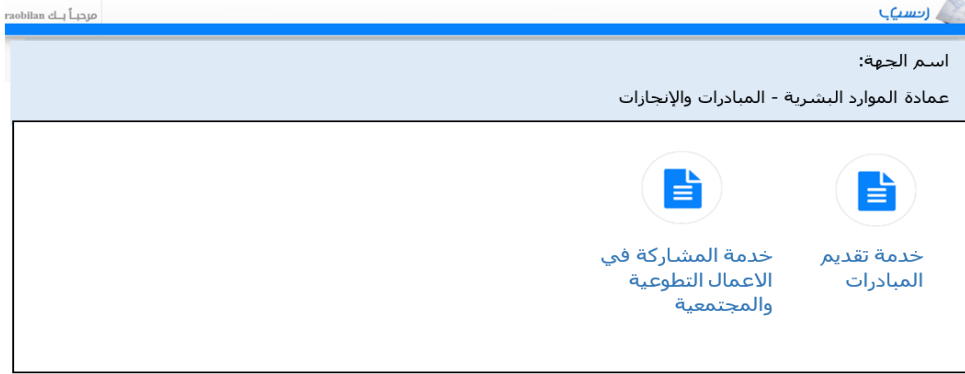 انسياب
مرحباً بك raobilan
اسم الجهة:
عمادة الموارد البشرية - المبادرات والإنجازات
خدمة تقديم
المبادرات
خدمة المشاركة في
الاعمال التطوعية
والمجتمعية